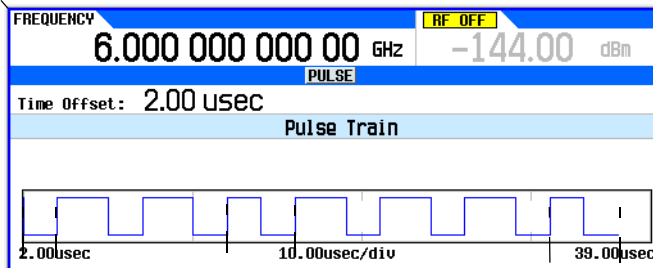 FREQUENCY
RF OFF
6.000 000 000 00 GHz
-144.00 dBm
PULSE
Time Offset: 2.00 usec
Pulse Train
2.00usec 10.00usec/div 39.00usec